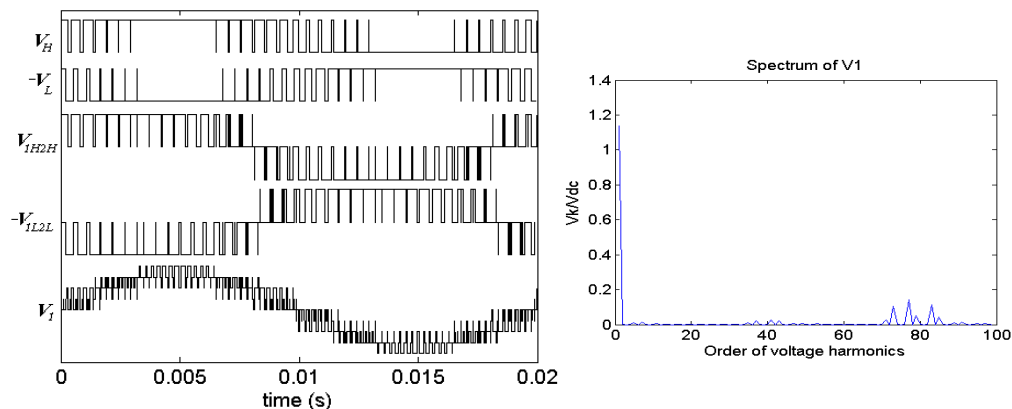 V_H
-V_L
V_1H2H
-V_1L2L
V_1
0
0.005
0.01
0.015
0.02
time (s)
Spectrum of V1
Vk/Vdc
1.4
1.2
1
0.8
0.6
0.4
0.2
0
0
20
40
60
80
100
Order of voltage harmonics